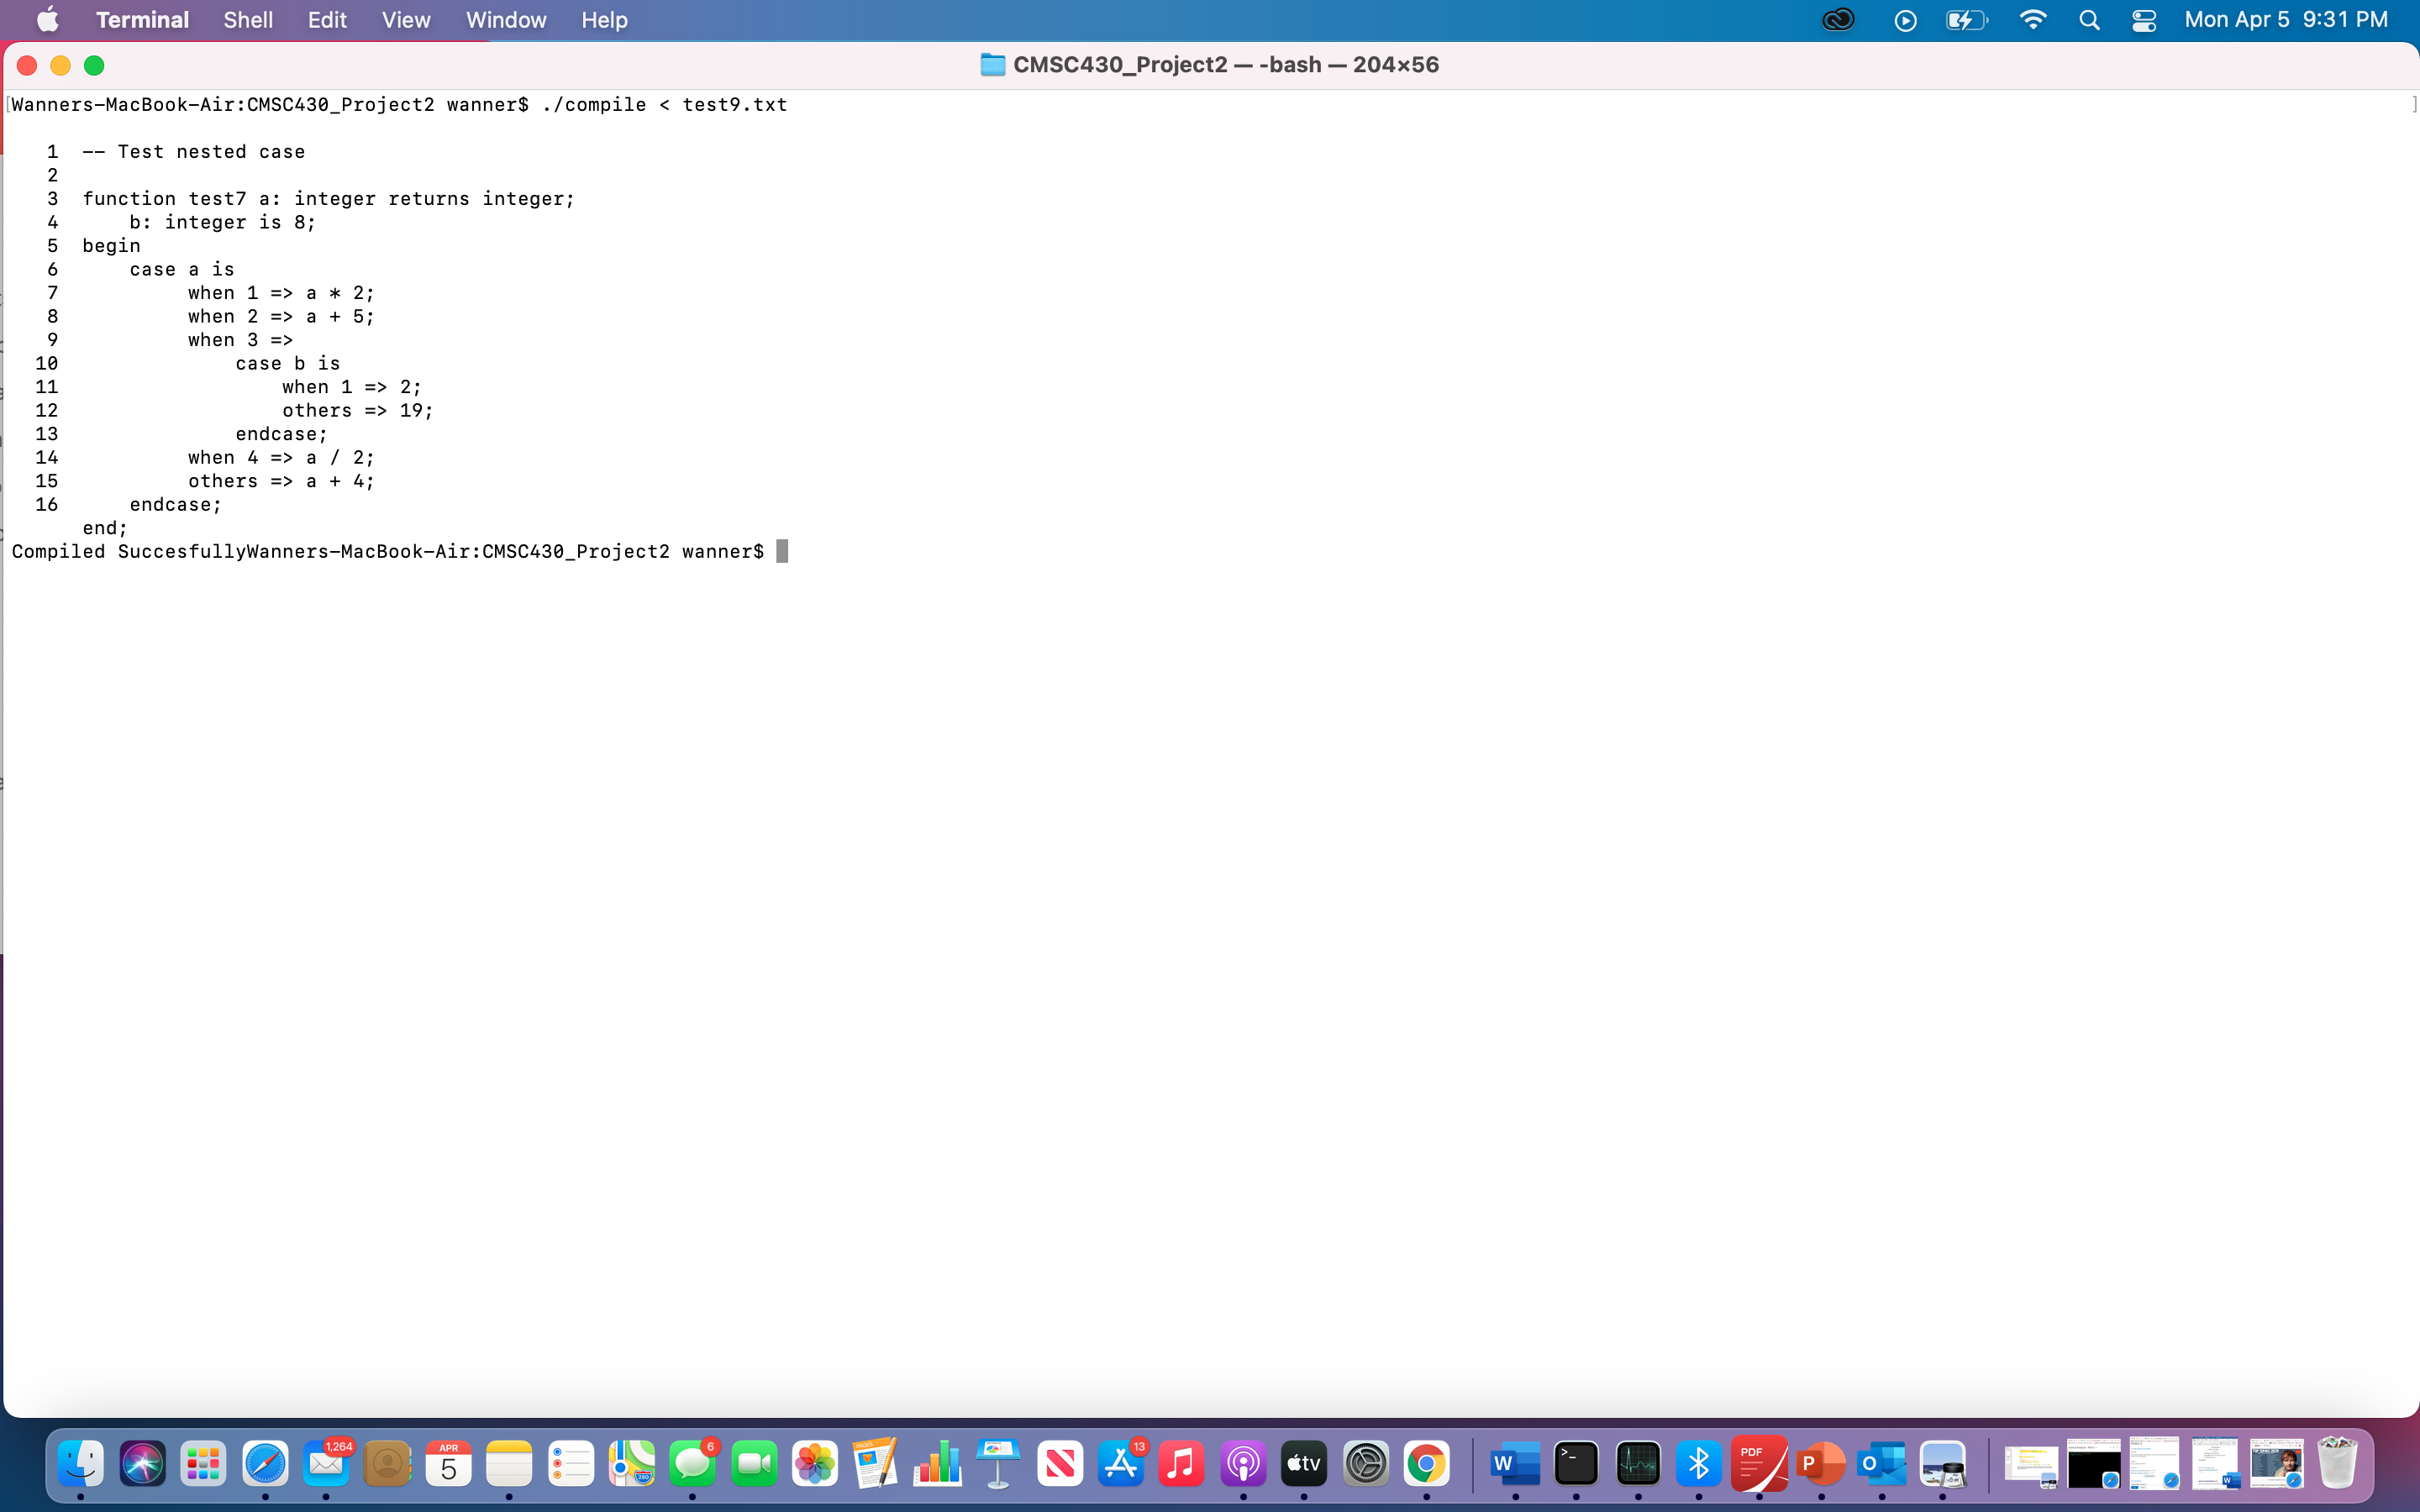 Terminal Shell Edit View Window Help Mon Apr 5 9:31 PM
CMSC430_Project2 — -bash — 204×56
[Wanners-MacBook-Air:CMSC430_Project2 wanner$ ./compile < test9.txt ]
1 -- Test nested case
2
3 function test7 a: integer returns integer;
4 b: integer is 8;
5 begin
6 case a is
7 when 1 => a * 2;
8 when 2 => a + 5;
9 when 3 =>
10 case b is
11 when 1 => 2;
12 others => 19;
13 endcase;
14 when 4 => a / 2;
15 others => a + 4;
16 endcase;
end;
Compiled SuccesfullyWanners-MacBook-Air:CMSC430_Project2 wanner$
1,264 APR 5 280 6 PAGES 13 tv W >_ PDF P O